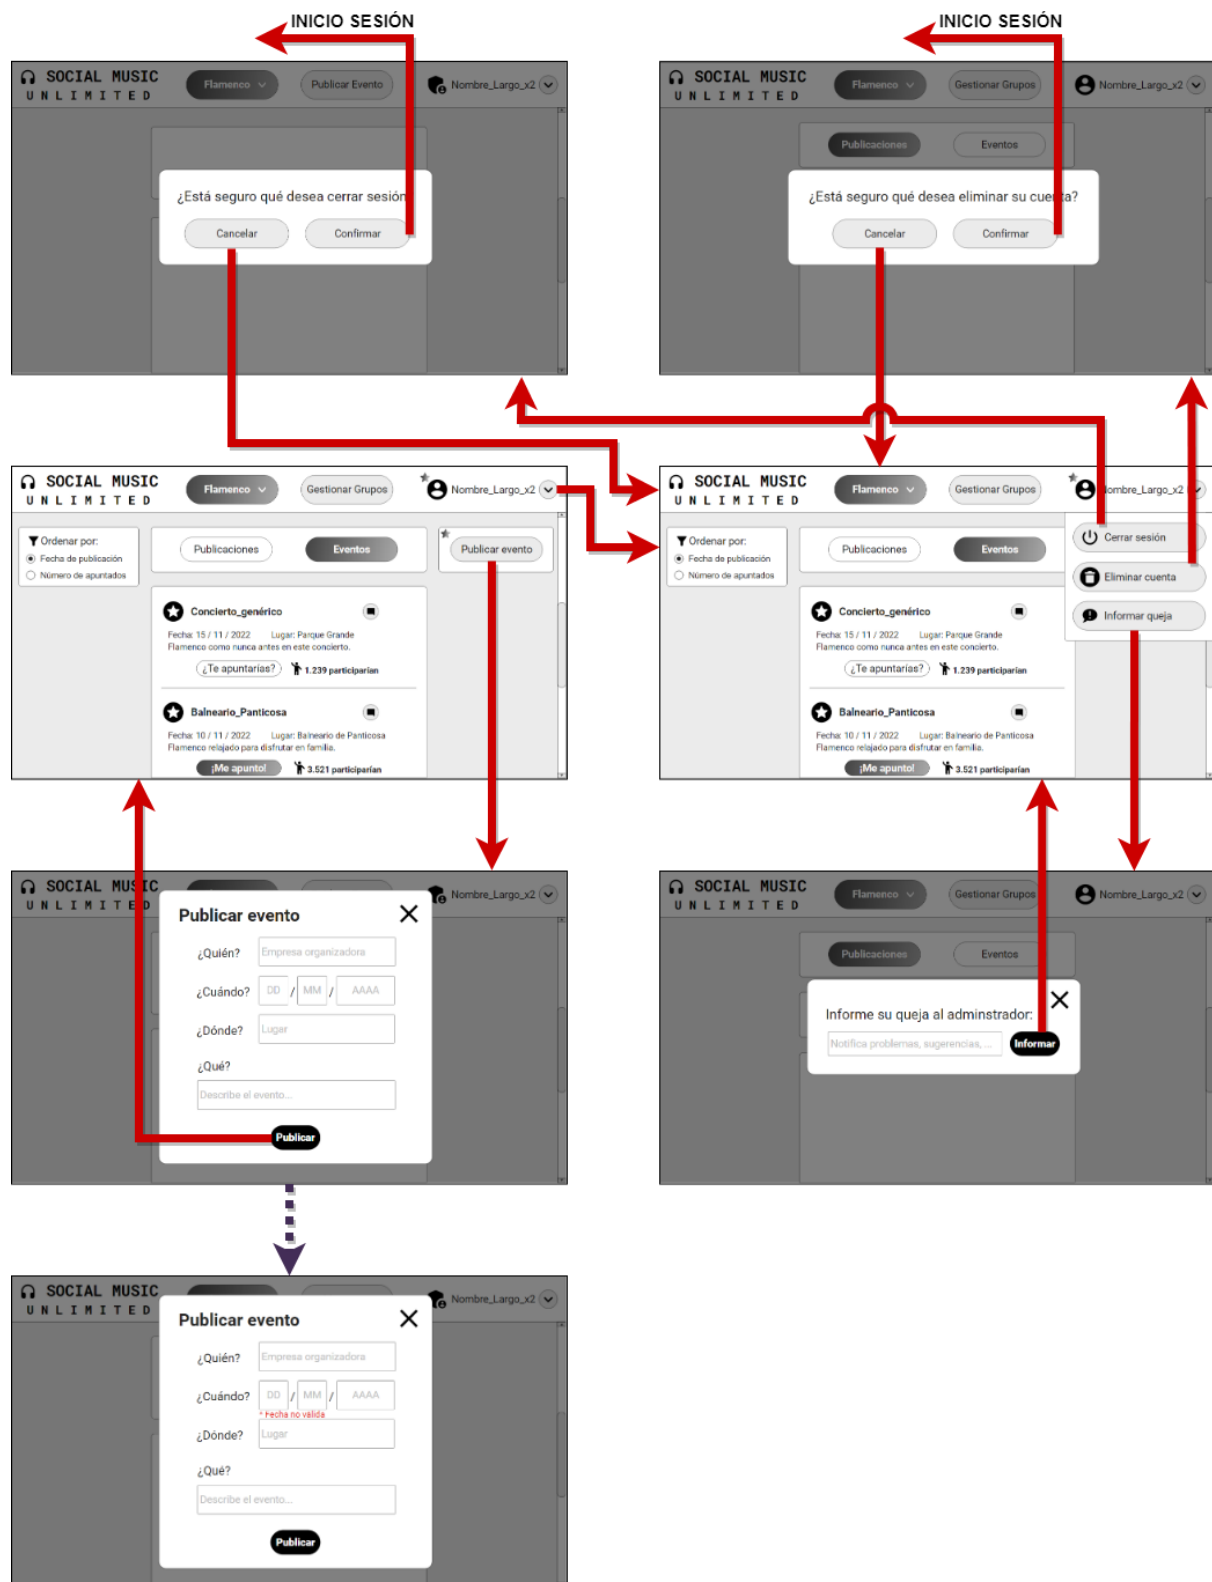 INICIO SESIÓN
SOCIAL MUSIC
UNLIMITED
Flamenco
Publicar Evento
Nombre_Largo_x2
¿Está seguro qué desea cerrar sesión
Cancelar
Confirmar
INICIO SESIÓN
SOCIAL MUSIC
UNLIMITED
Flamenco
Gestionar Grupos
Nombre_Largo_x2
Publicaciones
Eventos
¿Está seguro qué desea eliminar su cuenta?
Cancelar
Confirmar
SOCIAL MUSIC
UNLIMITED
Flamenco
Gestionar Grupos
Nombre_Largo_x2
Ordenar por:
Fecha de publicación
Número de apuntados
Publicaciones
Eventos
Publicar evento
Concierto_genérico
Fecha: 15 / 11 / 2022 Lugar: Parque Grande
Flamenco como nunca antes en este concierto.
¿Te apuntarías?
1.239 participarían
Balneario_Panticosa
Fecha: 10 / 11 / 2022 Lugar: Balneario de Panticosa
Flamenco relajado para disfrutar en familia.
¡Me apunto!
3.521 participarían
SOCIAL MUSIC
UNLIMITED
Flamenco
Gestionar Grupos
Nombre_Largo_x2
Ordenar por:
Fecha de publicación
Número de apuntados
Publicaciones
Eventos
Cerrar sesión
Eliminar cuenta
Informar queja
Concierto_genérico
Fecha: 15 / 11 / 2022 Lugar: Parque Grande
Flamenco como nunca antes en este concierto.
¿Te apuntarías?
1.239 participarían
Balneario_Panticosa
Fecha: 10 / 11 / 2022 Lugar: Balneario de Panticosa
Flamenco relajado para disfrutar en familia.
¡Me apunto!
3.521 participarían
SOCIAL MUSIC
UNLIMITED
Nombre_Largo_x2
Publicar evento
¿Quién?
Empresa organizadora
¿Cuándo?
DD / MM / AAAA
¿Dónde?
Lugar
¿Qué?
Describe el evento...
Publicar
SOCIAL MUSIC
UNLIMITED
Flamenco
Gestionar Grupos
Nombre_Largo_x2
Publicaciones
Eventos
Informe su queja al adminstrador:
Notifica problemas, sugerencias, ...
Informar
SOCIAL MUSIC
UNLIMITED
Nombre_Largo_x2
Publicar evento
¿Quién?
Empresa organizadora
¿Cuándo?
DD / MM / AAAA
* Fecha no válida
¿Dónde?
Lugar
¿Qué?
Describe el evento...
Publicar